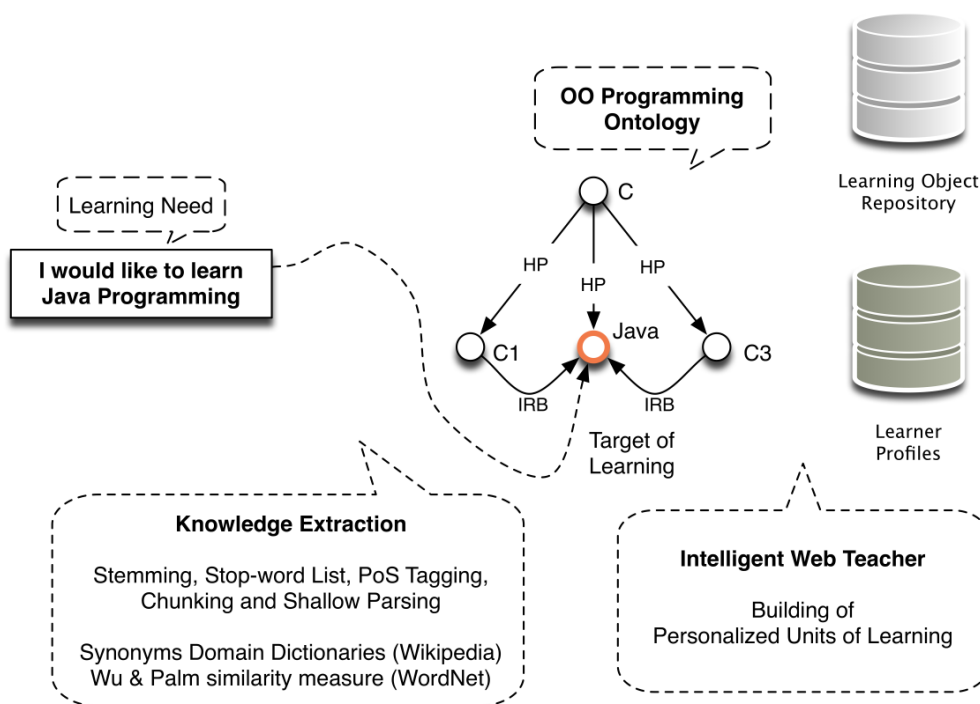 OO Programming
Ontology
Learning Object
Repository
Learning Need
I would like to learn
Java Programming
C
HP
HP
HP
Java
C1
C3
IRB
IRB
Target of
Learning
Learner
Profiles
Knowledge Extraction
Stemming, Stop-word List, PoS Tagging,
Chunking and Shallow Parsing
Synonyms Domain Dictionaries (Wikipedia)
Wu & Palm similarity measure (WordNet)
Intelligent Web Teacher
Building of
Personalized Units of Learning